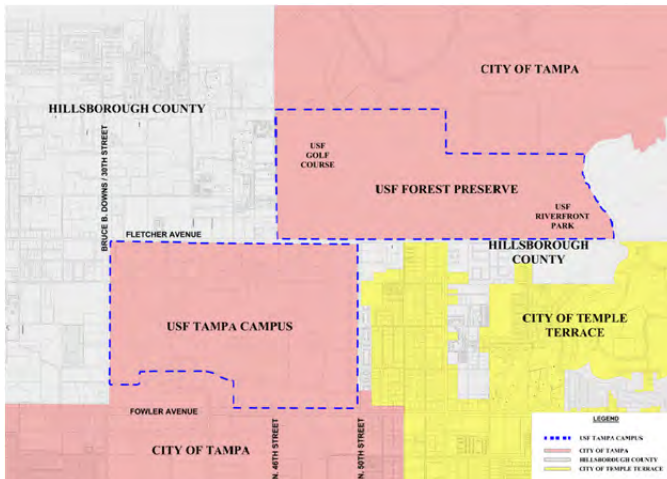 CITY OF TAMPA
HILLSBOROUGH COUNTY
BRUCE B. DOWNS / 30TH STREET
USF
GOLF
COURSE
USF FOREST PRESERVE
USF
RIVERFRONT
PARK
FLETCHER AVENUE
HILLSBOROUGH
COUNTY
USF TAMPA CAMPUS
CITY OF TEMPLE
TERRACE
FOWLER AVENUE
CITY OF TAMPA
N. 46TH STREET
N. 50TH STREET
LEGEND
USF TAMPA CAMPUS
CITY OF TAMPA
HILLSBOROUGH COUNTY
CITY OF TEMPLE TERRACE